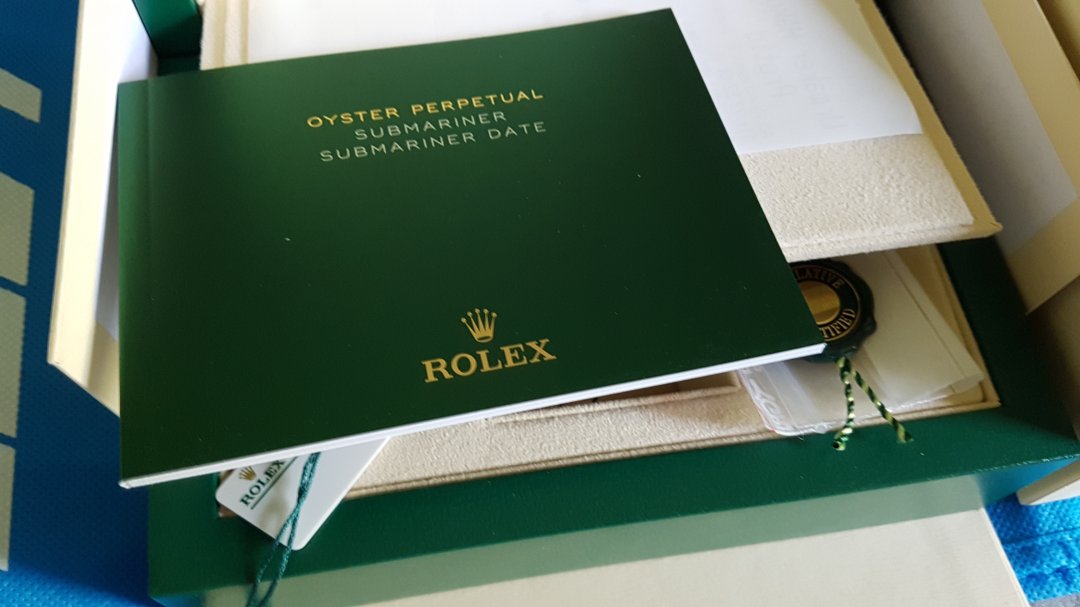 OYSTER PERPETUAL
SUBMARINER
SUBMARINER DATE
ROLEX
ROLEX